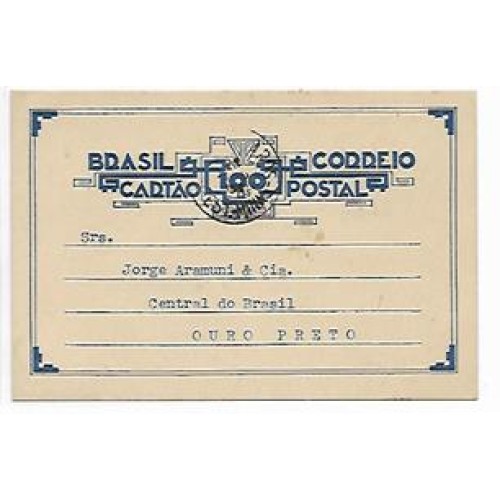 BRASIL CORREIO
100
CARTÃO POSTAL
Srs.
Jorge Aramuni & Cia.
Central do Brasil
OURO PRETO